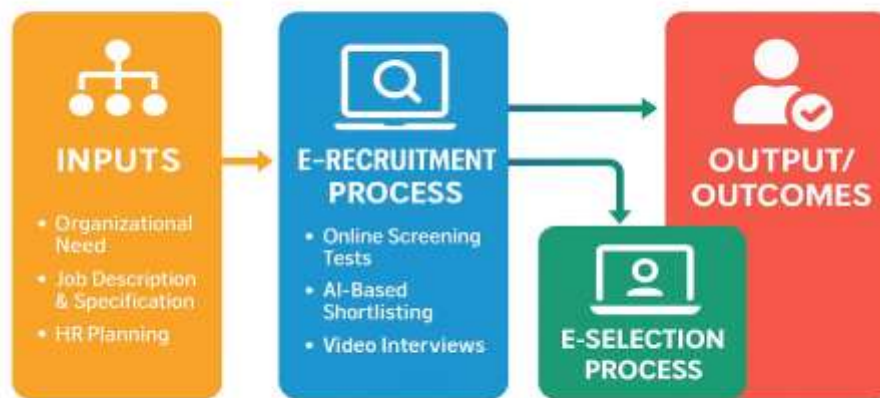 INPUTS
• Organizational
Need
• Job Description
& Specification
• HR Planning
E-RECRUITMENT
PROCESS
• Online Screening
Tests
• AI-Based
Shortlisting
• Video Interviews
OUTPUT/
OUTCOMES
E-SELECTION
PROCESS